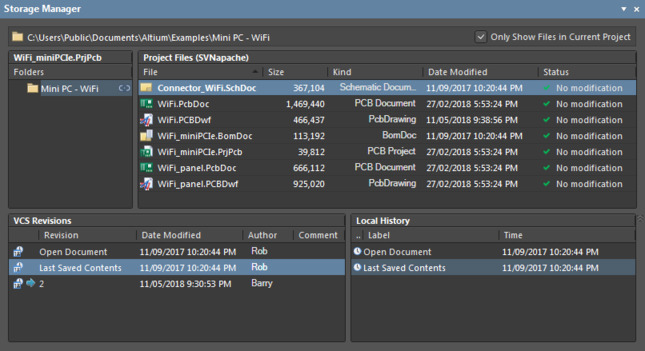 Storage Manager
C:\Users\Public\Documents\Altium\Examples\Mini PC - WiFi
Only Show Files in Current Project
WiFi_miniPCIe.PrjPcb
Folders
Mini PC - WiFi
Project Files (SVNapache)
File Size Kind Date Modified Status
Connector_WiFi.SchDoc 367,104 Schematic Docum... 11/09/2017 10:20:44 PM No modification
WiFi.PcbDoc 1,469,440 PCB Document 27/02/2018 5:53:24 PM No modification
WiFi.PCBDwf 466,437 PcbDrawing 11/05/2018 9:38:56 PM No modification
WiFi_miniPCIe.BomDoc 113,192 BomDoc 11/09/2017 10:20:44 PM No modification
WiFi_miniPCIe.PrjPcb 39,812 PCB Project 27/02/2018 5:53:24 PM No modification
WiFi_panel.PcbDoc 666,112 PCB Document 27/02/2018 5:53:24 PM No modification
WiFi_panel.PCBDwf 925,020 PcbDrawing 27/02/2018 5:53:24 PM No modification
VCS Revisions
Revision Date Modified Author Comment
Open Document 11/09/2017 10:20:44 PM Rob
Last Saved Contents 11/09/2017 10:20:44 PM Rob
2 11/05/2018 9:30:53 PM Barry
Local History
.. Label Time
Open Document 11/09/2017 10:20:44 PM
Last Saved Contents 11/09/2017 10:20:44 PM